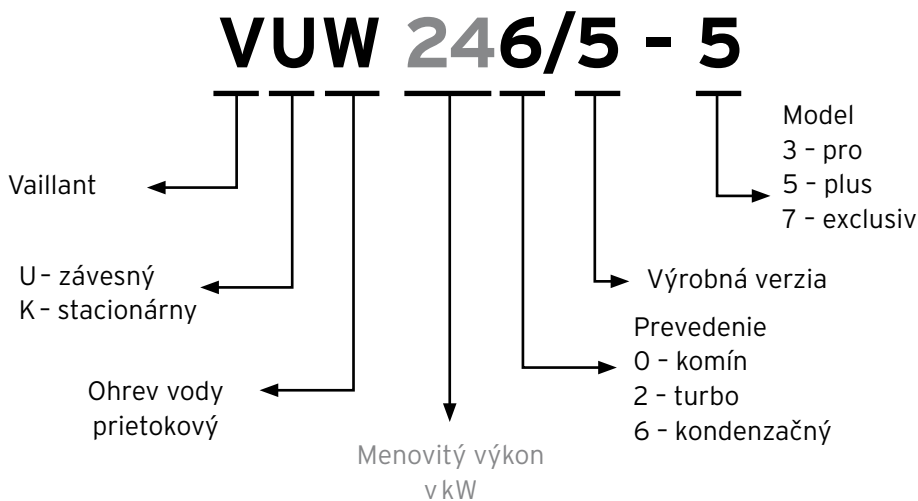 VUW 246/5 - 5
Model
3 – pro
5 – plus
7 – exclusiv
Vaillant
U – závesný
K – stacionárny
Výrobná verzia
Prevedenie
0 – komín
2 – turbo
6 – kondenzačný
Ohrev vody
prietokový
Menovitý výkon
v kW